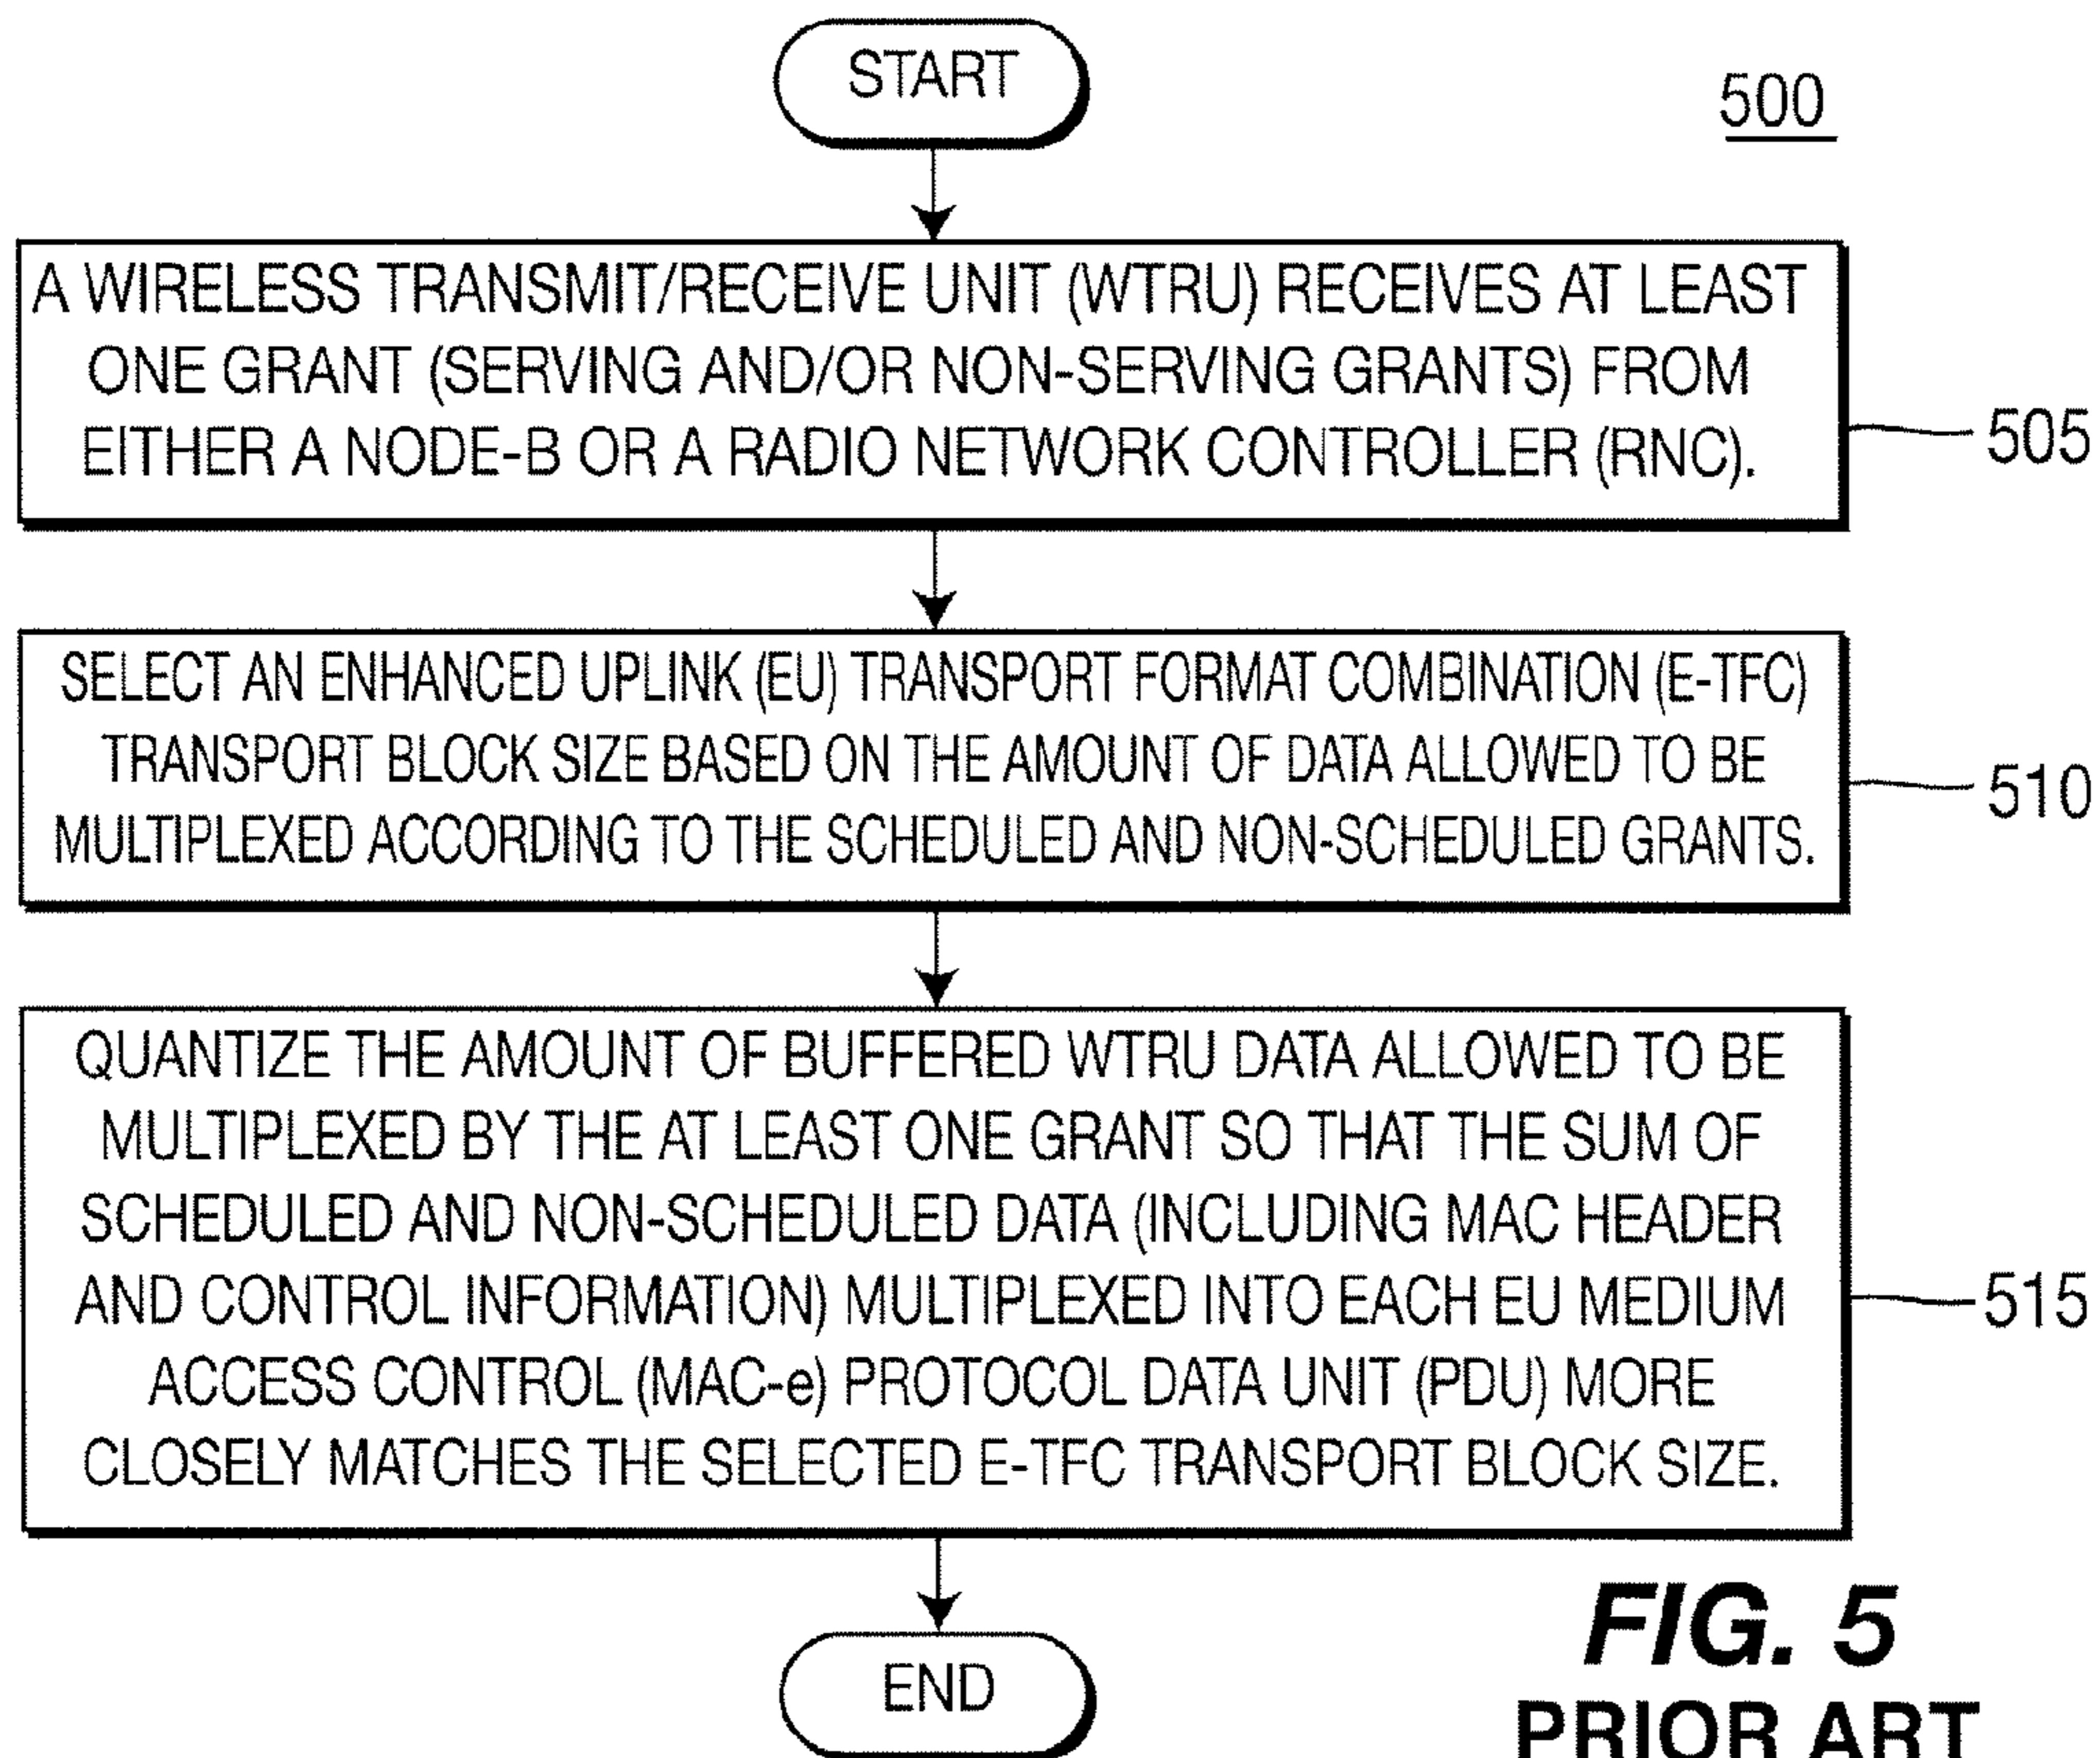 START
500
A WIRELESS TRANSMIT/RECEIVE UNIT (WTRU) RECEIVES AT LEAST
ONE GRANT (SERVING AND/OR NON-SERVING GRANTS) FROM
EITHER A NODE-B OR A RADIO NETWORK CONTROLLER (RNC).
505
SELECT AN ENHANCED UPLINK (EU) TRANSPORT FORMAT COMBINATION (E-TFC)
TRANSPORT BLOCK SIZE BASED ON THE AMOUNT OF DATA ALLOWED TO BE
MULTIPLEXED ACCORDING TO THE SCHEDULED AND NON-SCHEDULED GRANTS.
510
QUANTIZE THE AMOUNT OF BUFFERED WTRU DATA ALLOWED TO BE
MULTIPLEXED BY THE AT LEAST ONE GRANT SO THAT THE SUM OF
SCHEDULED AND NON-SCHEDULED DATA (INCLUDING MAC HEADER
AND CONTROL INFORMATION) MULTIPLEXED INTO EACH EU MEDIUM
ACCESS CONTROL (MAC-e) PROTOCOL DATA UNIT (PDU) MORE
CLOSELY MATCHES THE SELECTED E-TFC TRANSPORT BLOCK SIZE.
515
END
FIG. 5
PRIOR ART